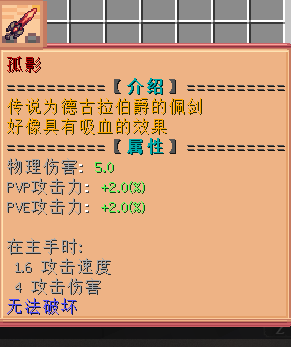 孤影
==========【 介绍 】==========
传说为德古拉伯爵的佩剑
好像具有吸血的效果
==========【 属性 】==========
物理伤害: 5.0
PVP攻击力: +2.0(%)
PVE攻击力: +2.0(%)
在主手时:
1.6 攻击速度
4 攻击伤害
无法破坏